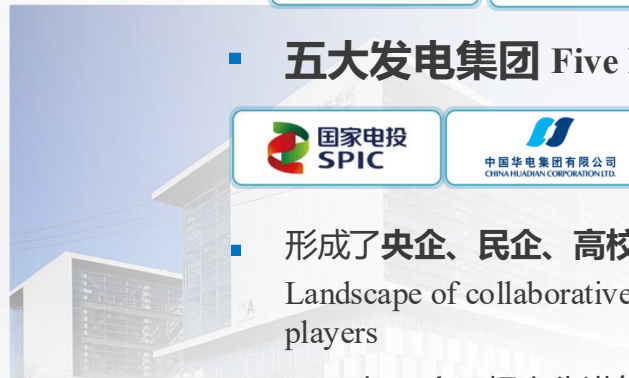 五大发电集团 Five
国家电投
SPIC
中国华电集团有限公司
CHINA HUADIAN CORPORATION LTD.
形成了央企、民企、高校
Landscape of collaborative
players